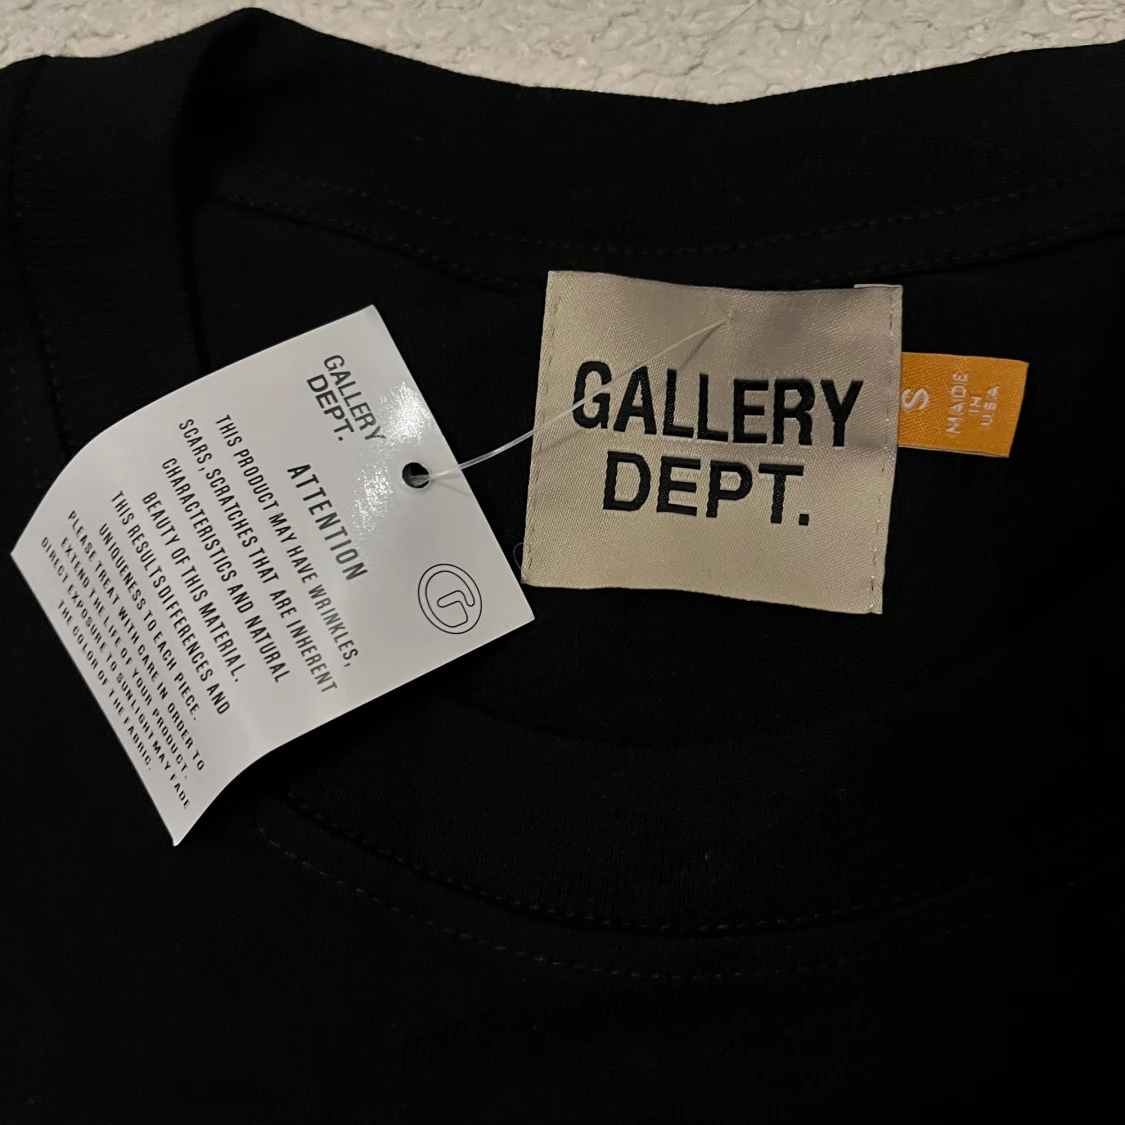 GALLERY
DEPT.
ATTENTION
THIS PRODUCT MAY HAVE WRINKLES,
SCARS, SCRATCHES THAT ARE INHERENT
CHARACTERISTICS AND NATURAL
BEAUTY OF THIS MATERIAL.
THIS RESULTSDIFFERENCES AND
UNIQUENESS TO EACH PIECE.
PLEASE TREAT WITH CARE IN ORDER TO
EXTEND THE LIFE OF YOUR PRODUCT.
DIRECT EXPOSURE TO SUNLIGHT MAY FADE
THE COLOR OF THE FABRIC.
G
GALLERY
DEPT.
S
MADE
IN
USA